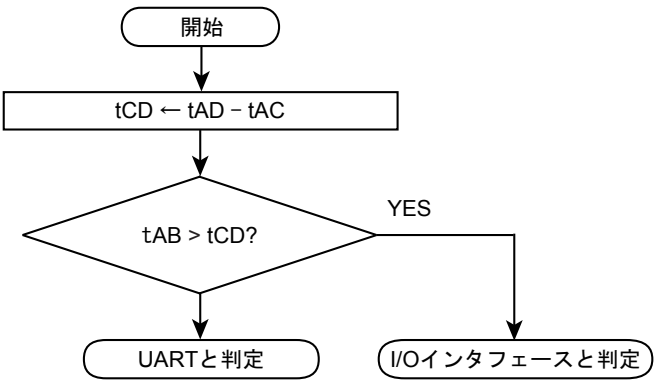 開始
tCD ← tAD − tAC
tAB > tCD?
YES
UARTと判定
I/Oインタフェースと判定